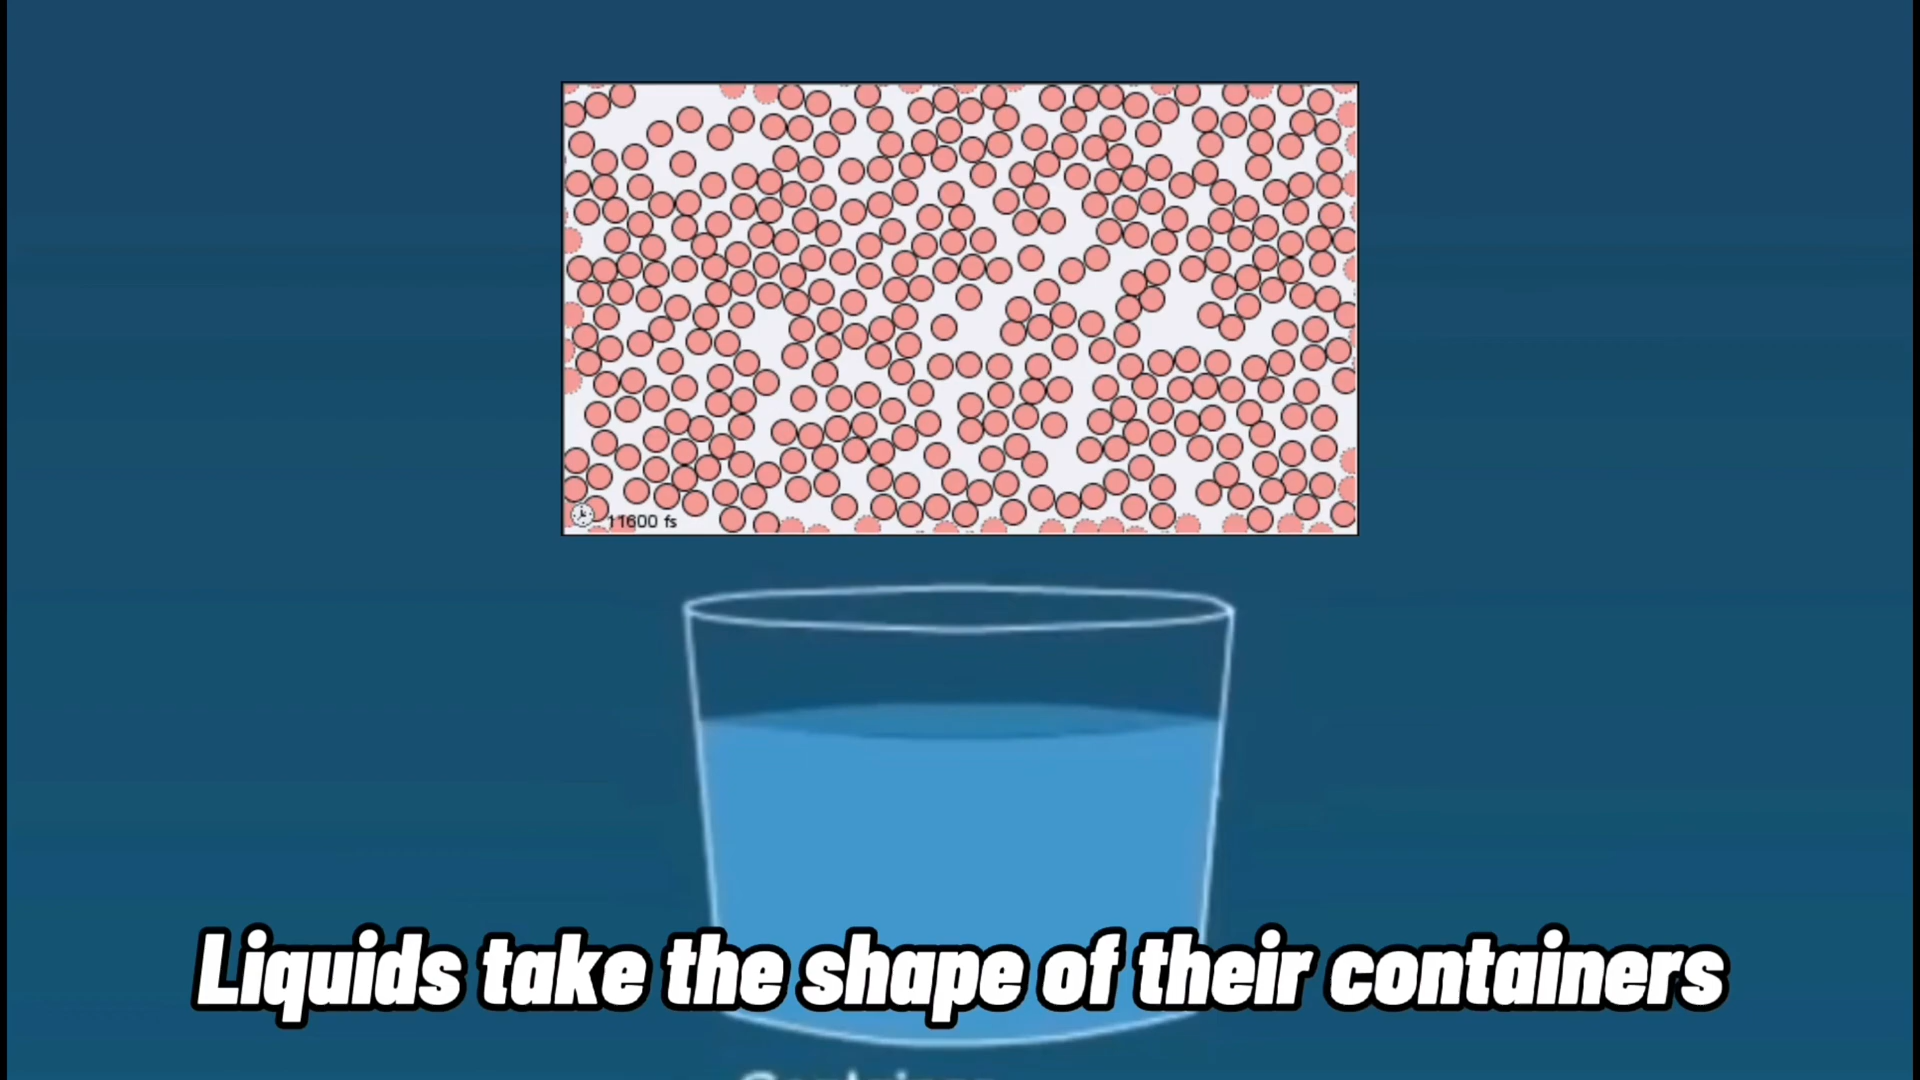 11600 fs
Liquids take the shape of their containers